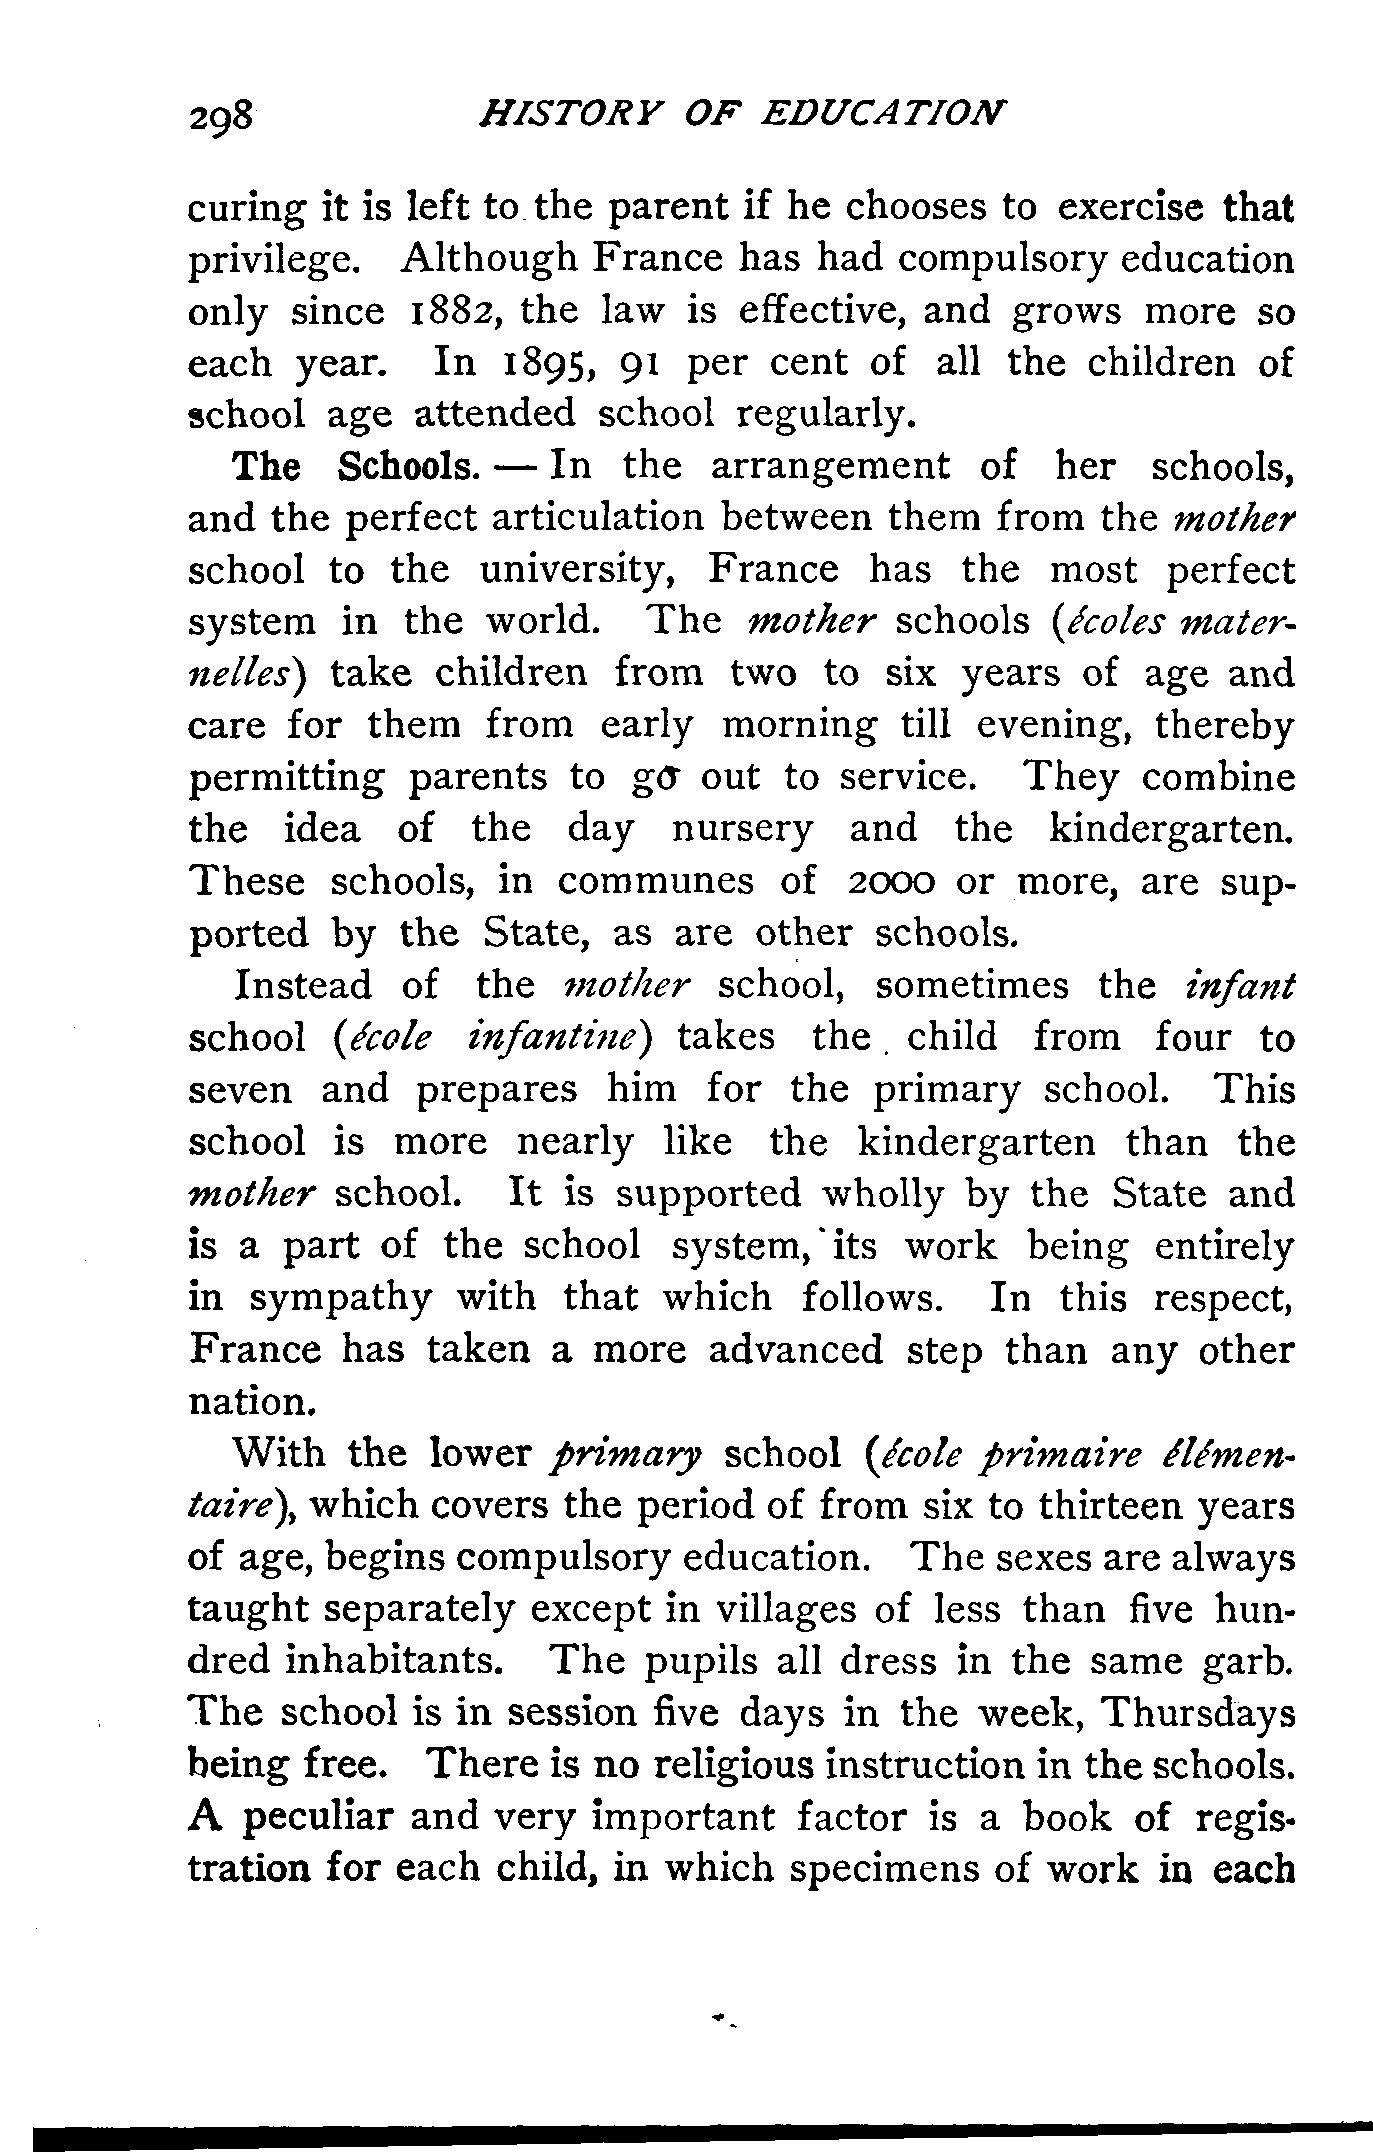 298 HISTORY OF EDUCATION
curing it is left to the parent if he chooses to exercise that
privilege. Although France has had compulsory education
only since 1882, the law is effective, and grows more so
each year. In 1895, 91 per cent of all the children of
school age attended school regularly.
The Schools. — In the arrangement of her schools,
and the perfect articulation between them from the mother
school to the university, France has the most perfect
system in the world. The mother schools (écoles mater-
nelles) take children from two to six years of age and
care for them from early morning till evening, thereby
permitting parents to go out to service. They combine
the idea of the day nursery and the kindergarten.
These schools, in communes of 2000 or more, are sup-
ported by the State, as are other schools.
Instead of the mother school, sometimes the infant
school (école infantine) takes the child from four to
seven and prepares him for the primary school. This
school is more nearly like the kindergarten than the
mother school. It is supported wholly by the State and
is a part of the school system, its work being entirely
in sympathy with that which follows. In this respect,
France has taken a more advanced step than any other
nation.
With the lower primary school (école primaire élémen-
taire), which covers the period of from six to thirteen years
of age, begins compulsory education. The sexes are always
taught separately except in villages of less than five hun-
dred inhabitants. The pupils all dress in the same garb.
The school is in session five days in the week, Thursdays
being free. There is no religious instruction in the schools.
A peculiar and very important factor is a book of regis-
tration for each child, in which specimens of work in each